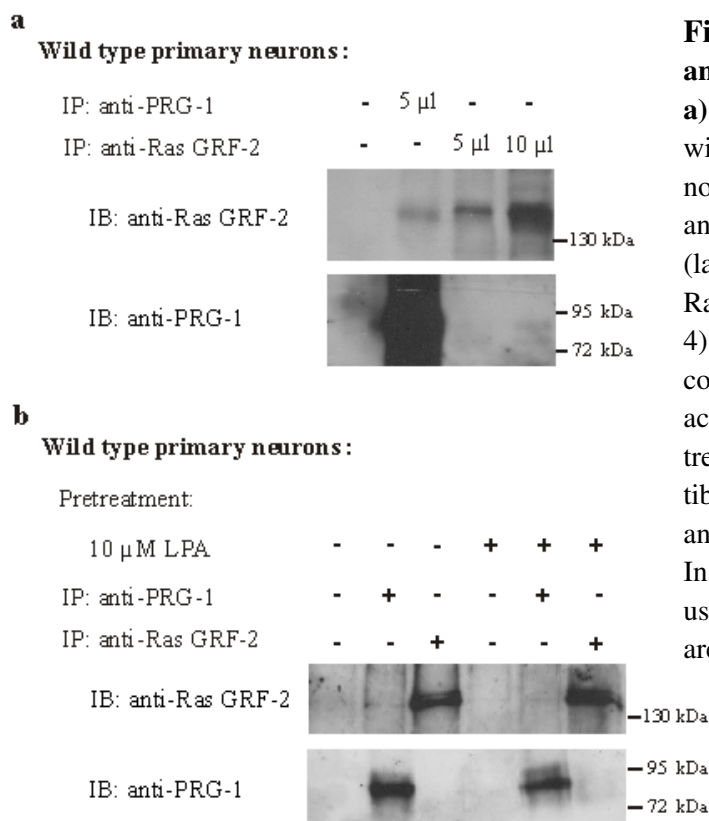 a
Wild type primary neurons:
IP: anti-PRG-1 - 5 µl - -
IP: anti-Ras GRF-2 - - 5 µl 10 µl
IB: anti-Ras GRF-2
130 kDa
IB: anti-PRG-1
95 kDa
72 kDa
b
Wild type primary neurons:
Pretreatment:
10 µM LPA - - - + + +
IP: anti-PRG-1 - + - - + -
IP: anti-Ras GRF-2 - - + - - +
IB: anti-Ras GRF-2
130 kDa
IB: anti-PRG-1
95 kDa
72 kDa
Fi
an
a)
wi
no
an
(la
Ra
4)
co
ac
tre
tib
an
In
us
are